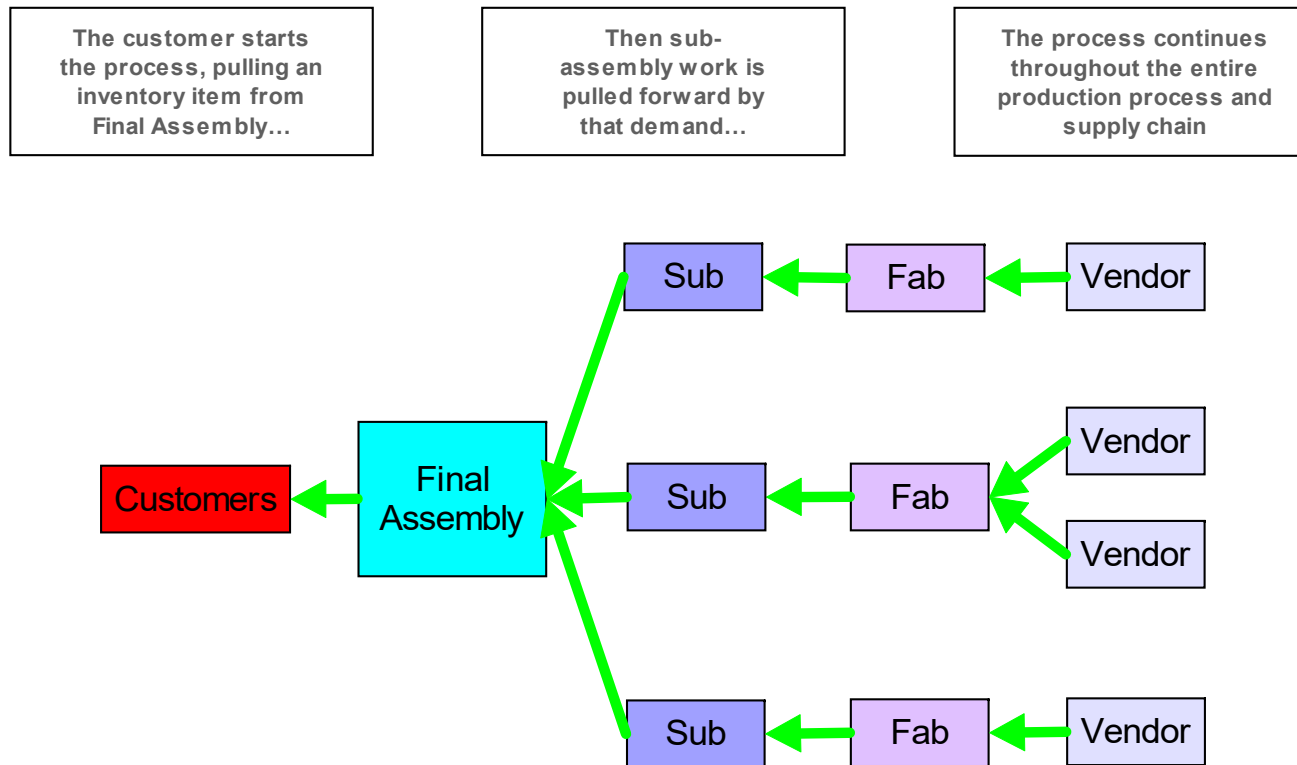 The customer starts
the process, pulling an
inventory item from
Final Assembly…
Then sub-
assembly work is
pulled forward by
that demand…
The process continues
throughout the entire
production process and
supply chain
Sub
Fab
Vendor
Customers
Final
Assembly
Sub
Fab
Vendor
Vendor
Sub
Fab
Vendor